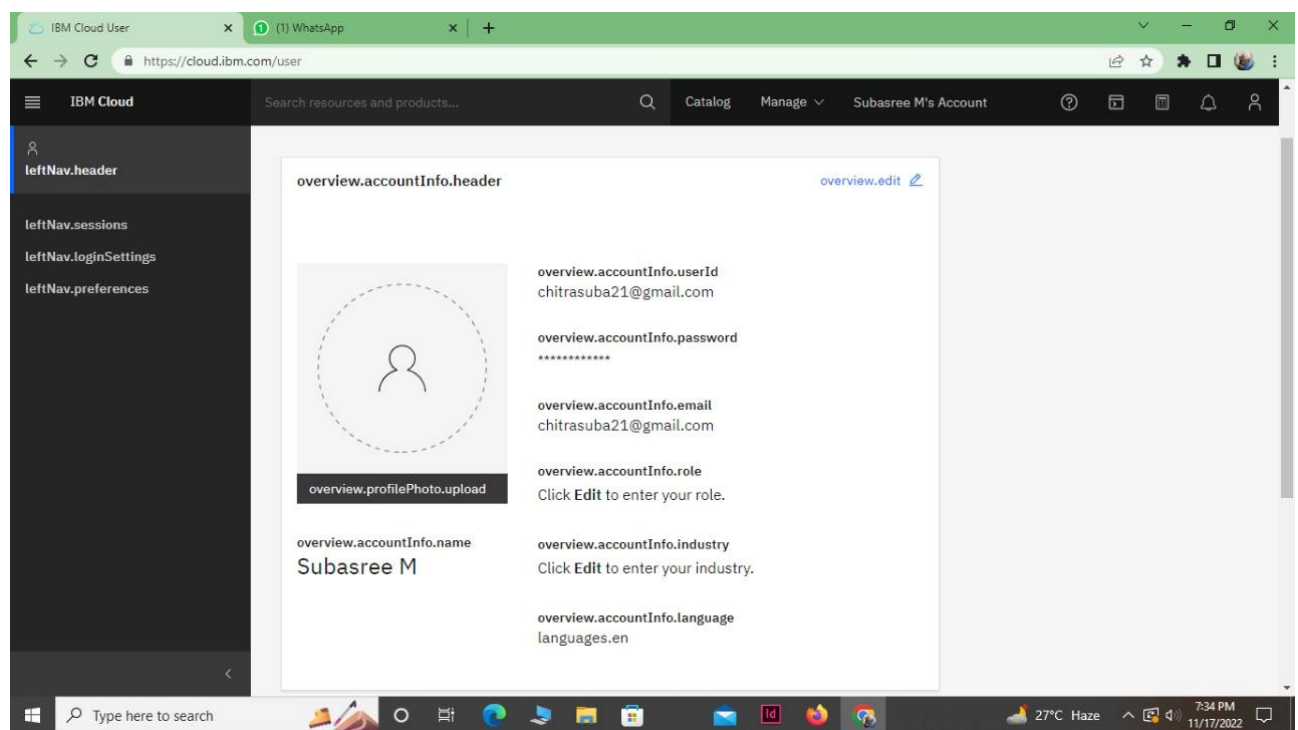 IBM Cloud User
(1) WhatsApp
https://cloud.ibm.com/user
IBM Cloud
Search resources and products...
Catalog
Manage
Subasree M's Account
leftNav.header
leftNav.sessions
leftNav.loginSettings
leftNav.preferences
overview.accountInfo.header
overview.edit
overview.profilePhoto.upload
overview.accountInfo.name
Subasree M
overview.accountInfo.userId
chitrasuba21@gmail.com
overview.accountInfo.password
************
overview.accountInfo.email
chitrasuba21@gmail.com
overview.accountInfo.role
Click Edit to enter your role.
overview.accountInfo.industry
Click Edit to enter your industry.
overview.accountInfo.language
languages.en
Type here to search
Id
27°C Haze
7:34 PM
11/17/2022